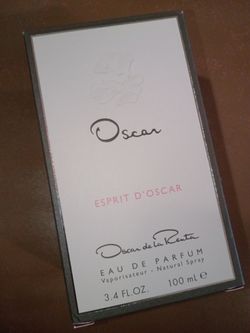 Oscar
ESPRIT D'OSCAR
Oscar de la Renta
EAU DE PARFUM
Vaporisateur - Natural Spray
3.4 FL.OZ. 100 mL e